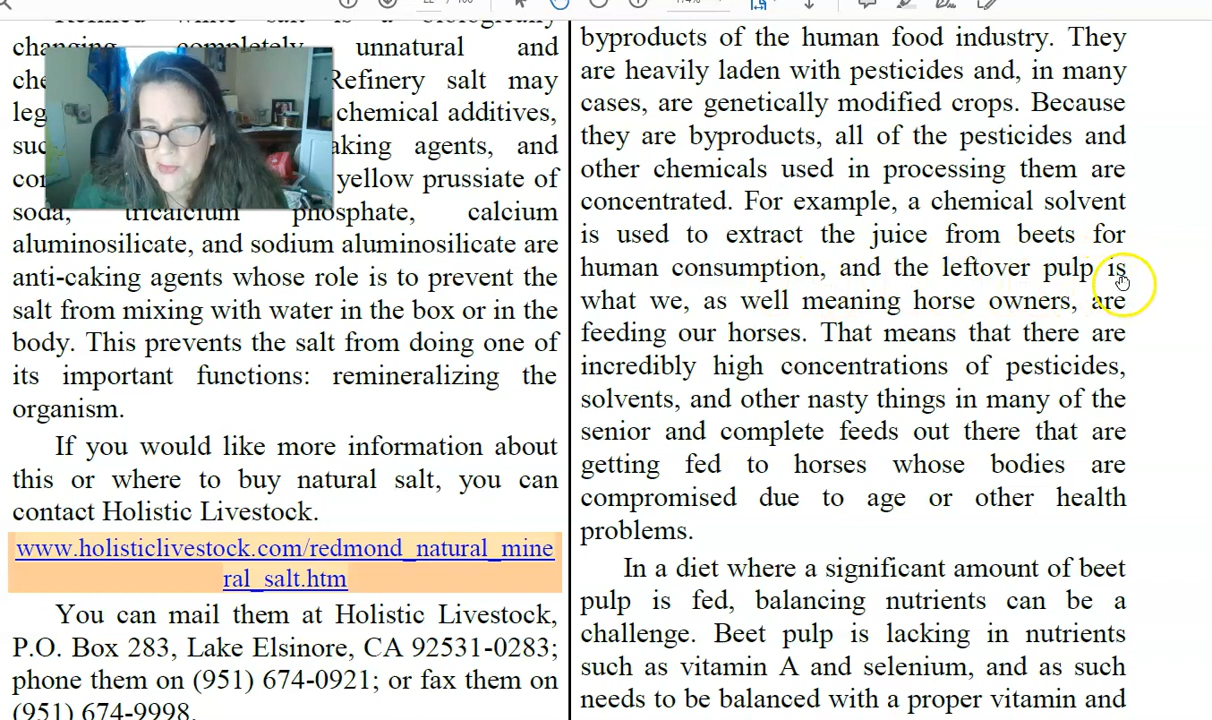 22 / 100
174%
Refined white salt is a biologically
changing, completely unnatural and
che
Refinery salt may
leg
chemical additives,
suc
aking agents, and
con
yellow prussiate of
soda, tricalcium phosphate, calcium
aluminosilicate, and sodium aluminosilicate are
anti-caking agents whose role is to prevent the
salt from mixing with water in the box or in the
body. This prevents the salt from doing one of
its important functions: remineralizing the
organism.
If you would like more information about
this or where to buy natural salt, you can
contact Holistic Livestock.
www.holisticlivestock.com/redmond_natural_mine
ral_salt.htm
You can mail them at Holistic Livestock,
P.O. Box 283, Lake Elsinore, CA 92531-0283;
phone them on (951) 674-0921; or fax them on
(951) 674-9998.
byproducts of the human food industry. They
are heavily laden with pesticides and, in many
cases, are genetically modified crops. Because
they are byproducts, all of the pesticides and
other chemicals used in processing them are
concentrated. For example, a chemical solvent
is used to extract the juice from beets for
human consumption, and the leftover pulp is
what we, as well meaning horse owners, are
feeding our horses. That means that there are
incredibly high concentrations of pesticides,
solvents, and other nasty things in many of the
senior and complete feeds out there that are
getting fed to horses whose bodies are
compromised due to age or other health
problems.
In a diet where a significant amount of beet
pulp is fed, balancing nutrients can be a
challenge. Beet pulp is lacking in nutrients
such as vitamin A and selenium, and as such
needs to be balanced with a proper vitamin and